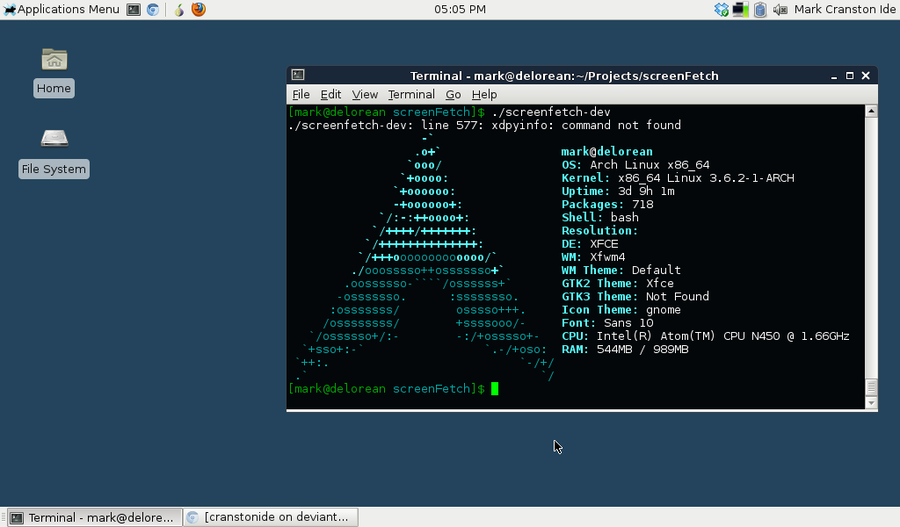 Applications Menu
05:05 PM
Mark Cranston Ide
Home
File System
Terminal - mark@delorean:~/Projects/screenFetch
File Edit View Terminal Go Help
[mark@delorean screenFetch]$ ./screenfetch-dev
./screenfetch-dev: line 577: xdpyinfo: command not found
-`
.o+`
`ooo/
`+oooo:
`+oooooo:
-+oooooo+:
`/:-:++oooo+:
`/++++/+++++++:
`/++++++++++++++:
`/+++ooooooooooooo/`
./ooosssso++osssssso+`
.oossssso-````/ossssss+`
-osssssso. :ssssssso.
:osssssss/ osssso+++.
/ossssssss/ +ssssooo/-
`/ossssso+/:- -:/+osssso+-
`+sso+:-` `.-/+oso:
`++:. `-/+/
.` `/
mark@delorean
OS: Arch Linux x86_64
Kernel: x86_64 Linux 3.6.2-1-ARCH
Uptime: 3d 9h 1m
Packages: 718
Shell: bash
Resolution:
DE: XFCE
WM: Xfwm4
WM Theme: Default
GTK2 Theme: Xfce
GTK3 Theme: Not Found
Icon Theme: gnome
Font: Sans 10
CPU: Intel(R) Atom(TM) CPU N450 @ 1.66GHz
RAM: 544MB / 989MB
[mark@delorean screenFetch]$
Terminal - mark@delore...
[cranstonide on deviant...